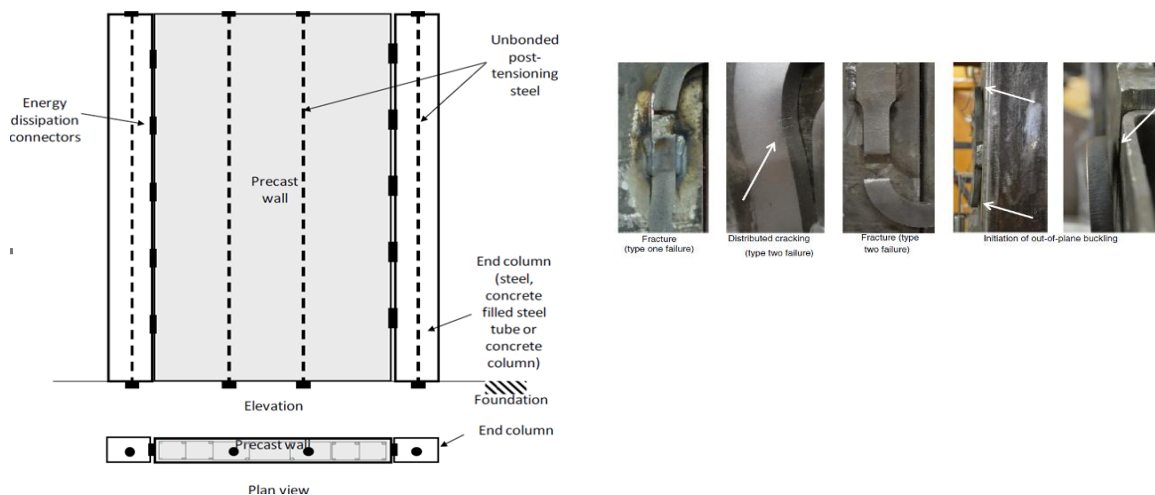 Energy
dissipation
connectors
Unbonded
post-
tensioning
steel
Precast
wall
End column
(steel,
concrete
filled steel
tube or
concrete
column)
Elevation
Foundation
Precast wall
End column
Plan view
Fracture
(type one failure)
Distributed cracking
(type two failure)
Fracture (type
two failure)
Initiation of out-of-plane buckling